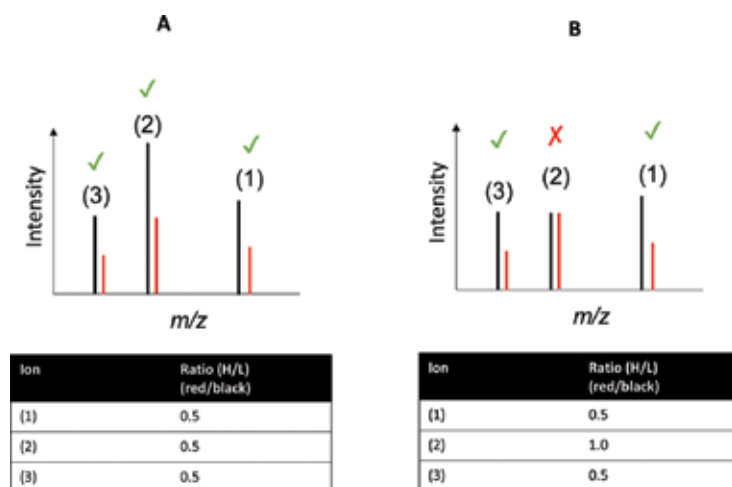 A
(2)
(3)
(1)
Intensity
m/z
Ion Ratio (H/L)
(red/black)
(1) 0.5
(2) 0.5
(3) 0.5
B
(3)
(2)
(1)
Intensity
m/z
Ion Ratio (H/L)
(red/black)
(1) 0.5
(2) 1.0
(3) 0.5